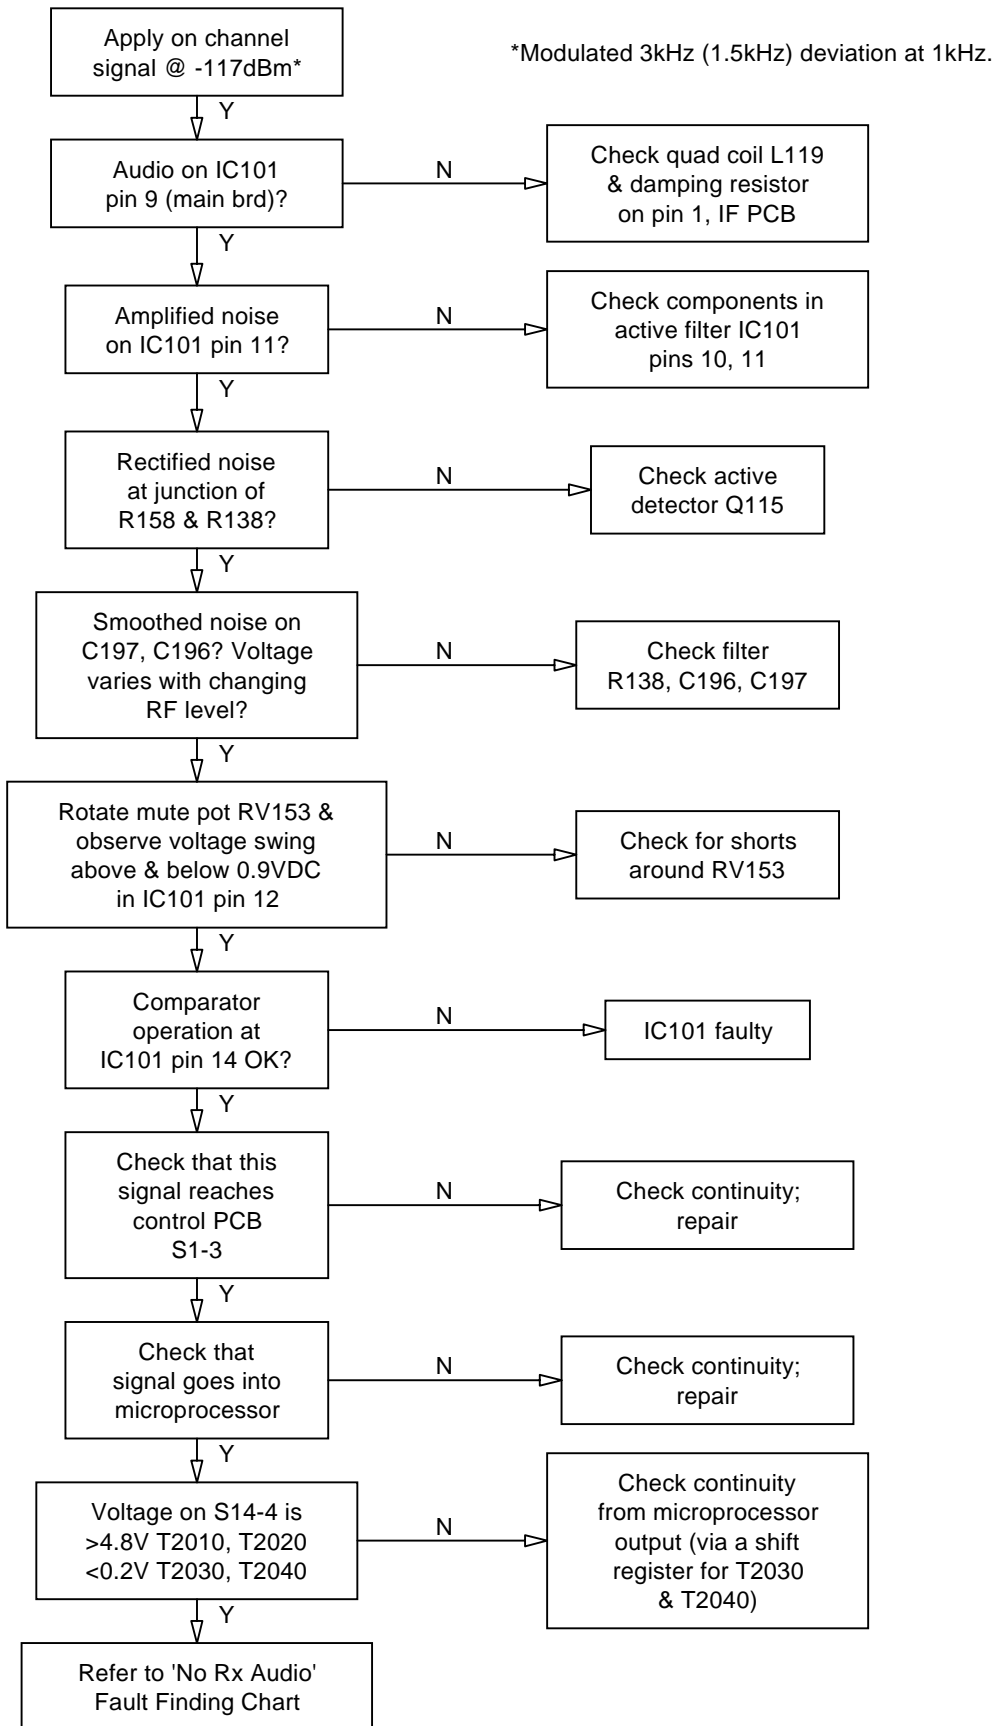 Apply on channel
signal @ -117dBm*
*Modulated 3kHz (1.5kHz) deviation at 1kHz.
Y
Audio on IC101
pin 9 (main brd)?
N
Check quad coil L119
& damping resistor
on pin 1, IF PCB
Y
Amplified noise
on IC101 pin 11?
N
Check components in
active filter IC101
pins 10, 11
Y
Rectified noise
at junction of
R158 & R138?
N
Check active
detector Q115
Y
Smoothed noise on
C197, C196? Voltage
varies with changing
RF level?
N
Check filter
R138, C196, C197
Y
Rotate mute pot RV153 &
observe voltage swing
above & below 0.9VDC
in IC101 pin 12
N
Check for shorts
around RV153
Y
Comparator
operation at
IC101 pin 14 OK?
N
IC101 faulty
Y
Check that this
signal reaches
control PCB
S1-3
N
Check continuity;
repair
Y
Check that
signal goes into
microprocessor
N
Check continuity;
repair
Y
Voltage on S14-4 is
>4.8V T2010, T2020
<0.2V T2030, T2040
N
Check continuity
from microprocessor
output (via a shift
register for T2030
& T2040)
Y
Refer to 'No Rx Audio'
Fault Finding Chart